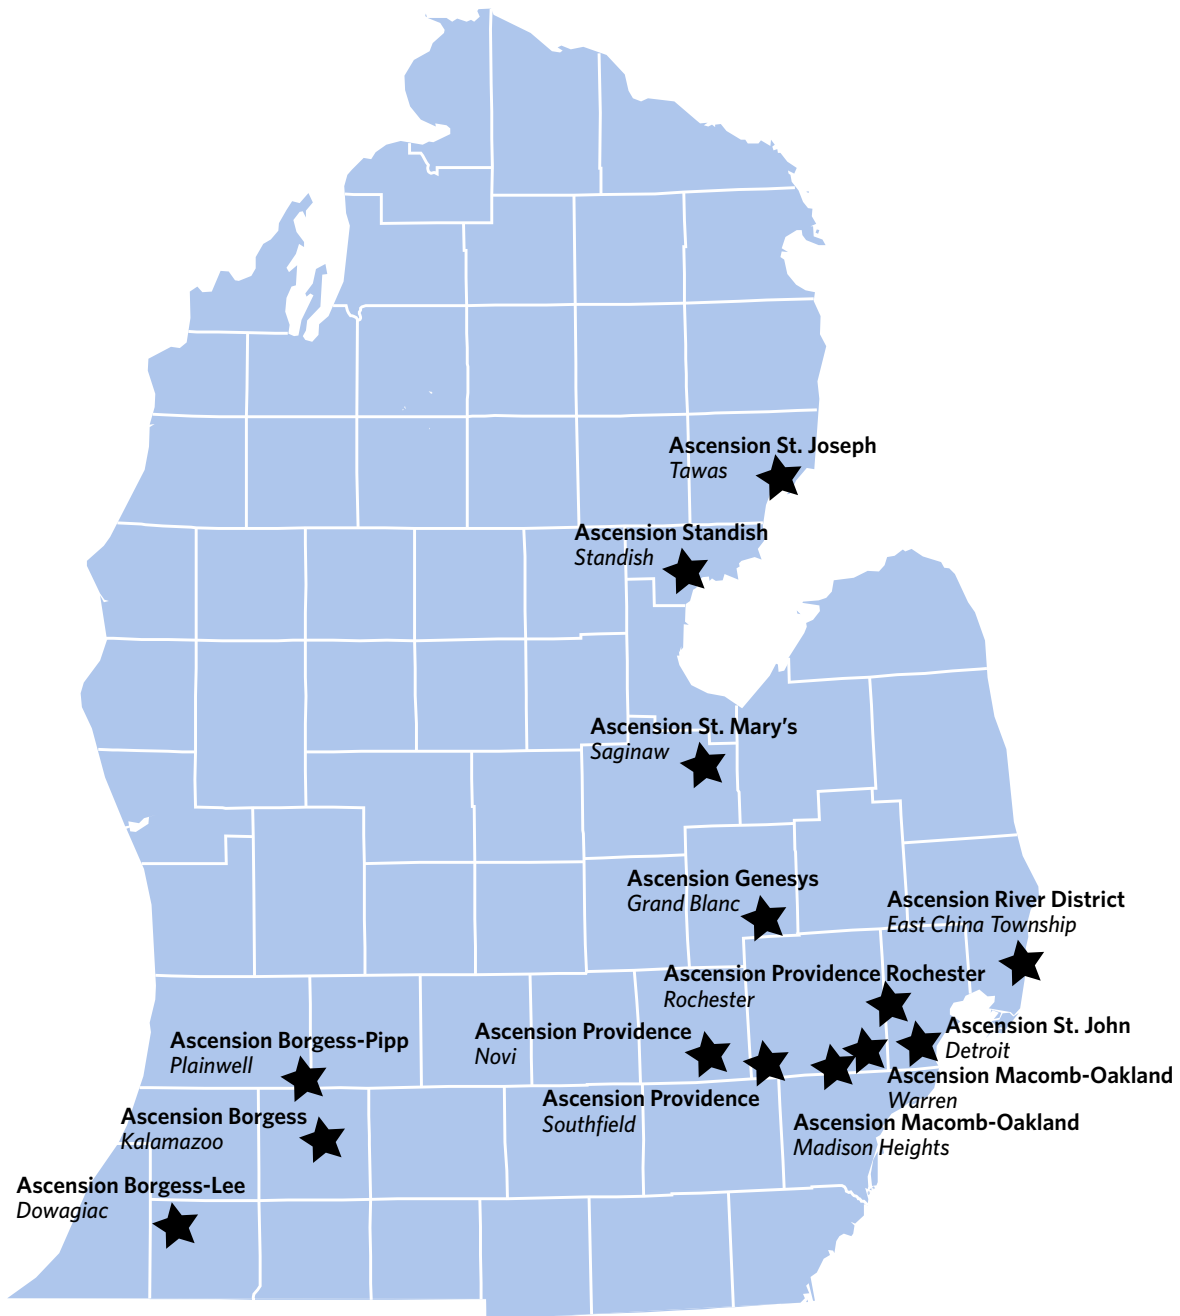 Ascension St. Joseph
Tawas
Ascension Standish
Standish
Ascension St. Mary's
Saginaw
Ascension Genesys
Grand Blanc
Ascension River District
East China Township
Ascension Providence Rochester
Rochester
Ascension Providence
Novi
Ascension St. John
Detroit
Ascension Borgess-Pipp
Plainwell
Ascension Macomb-Oakland
Warren
Ascension Providence
Southfield
Ascension Macomb-Oakland
Madison Heights
Ascension Borgess
Kalamazoo
Ascension Borgess-Lee
Dowagiac